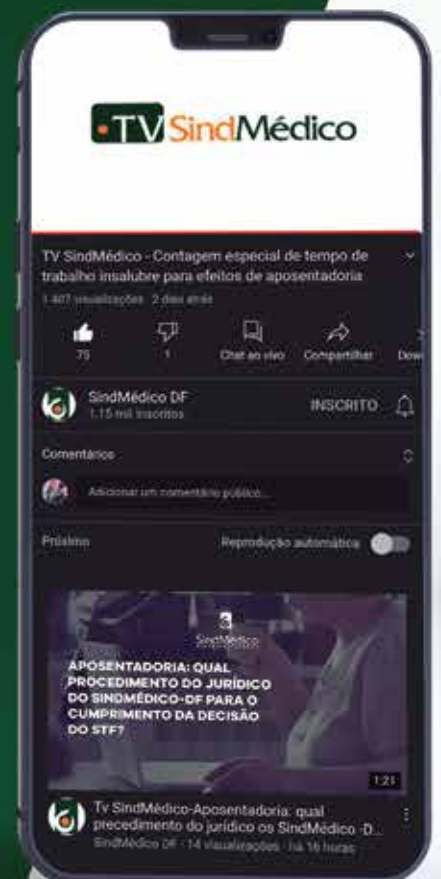 TV SindMédico
TV SindMédico - Contagem especial de tempo de
trabalho insalubre para efeitos de aposentadoria
1.407 visualizações 2 dias atrás
75
1
Chat ao vivo
Compartilhar
Dow
SindMédico DF
1,15 mil inscritos
INSCRITO
Comentários
Adicionar um comentário público...
Próximo
Reprodução automática
SindMédico
APOSENTADORIA: QUAL
PROCEDIMENTO DO JURÍDICO
DO SINDMÉDICO-DF PARA O
CUMPRIMENTO DA DECISÃO
DO STF?
1:21
Tv SindMédico-Aposentadoria: qual
precedimento do jurídico os SindMédico -D...
SindMédico DF · 14 visualizações · há 16 horas